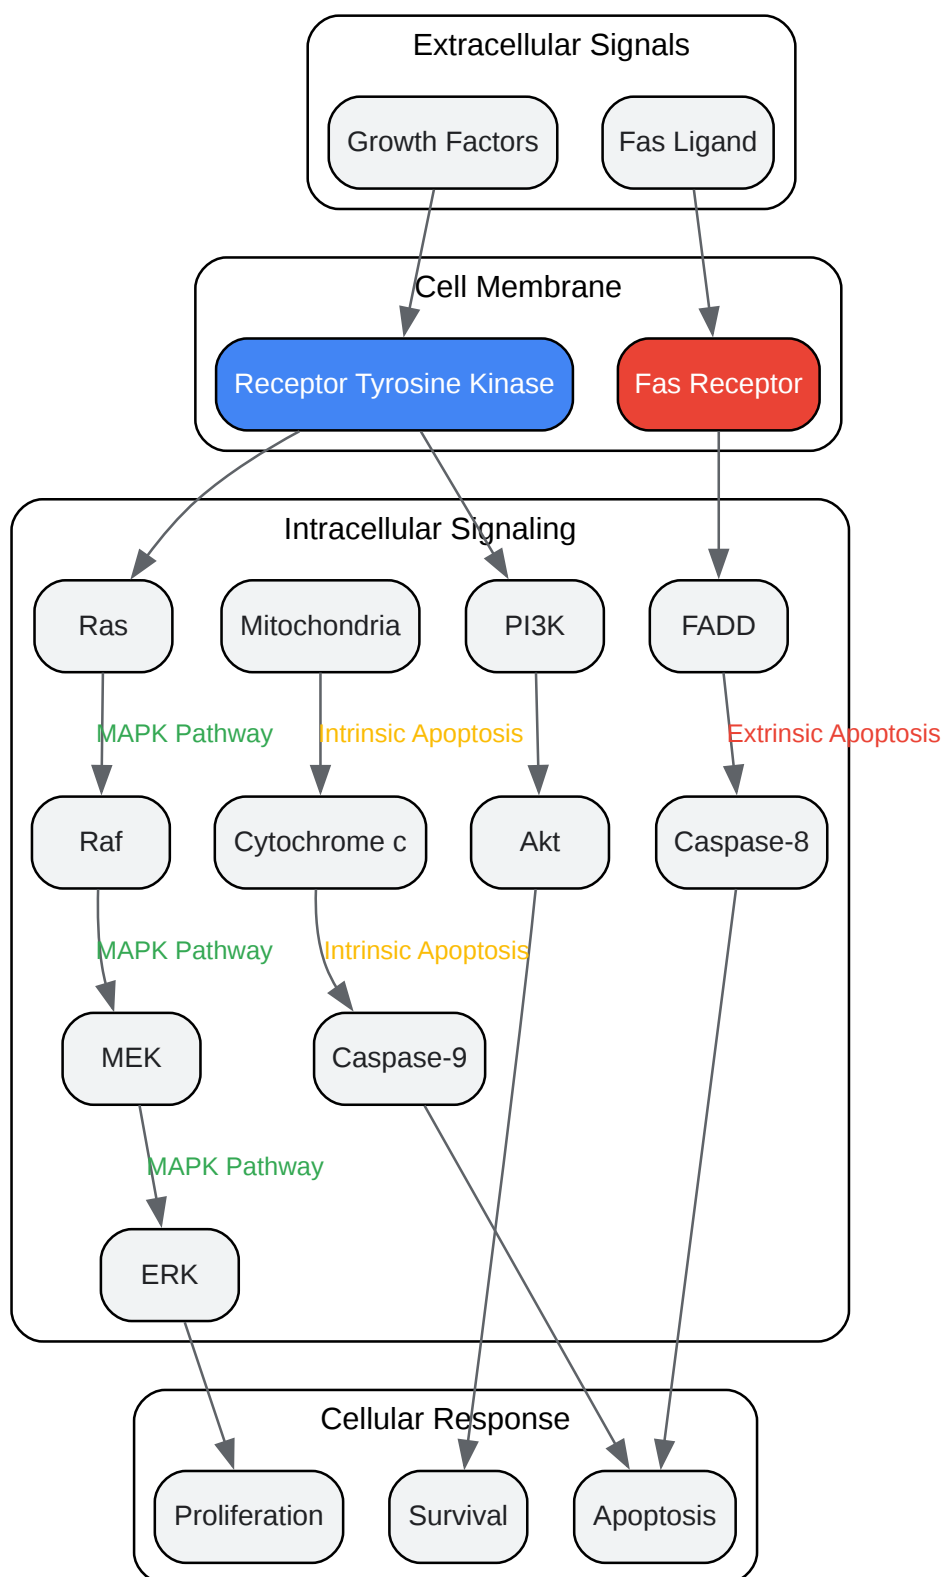 Extracellular Signals
Growth Factors
Fas Ligand
Cell Membrane
Receptor Tyrosine Kinase
Fas Receptor
Intracellular Signaling
Ras
Mitochondria
PI3K
FADD
MAPK Pathway
Intrinsic Apoptosis
Extrinsic Apoptosis
Raf
Cytochrome c
Akt
Caspase-8
MAPK Pathway
Intrinsic Apoptosis
MEK
Caspase-9
MAPK Pathway
ERK
Cellular Response
Proliferation
Survival
Apoptosis